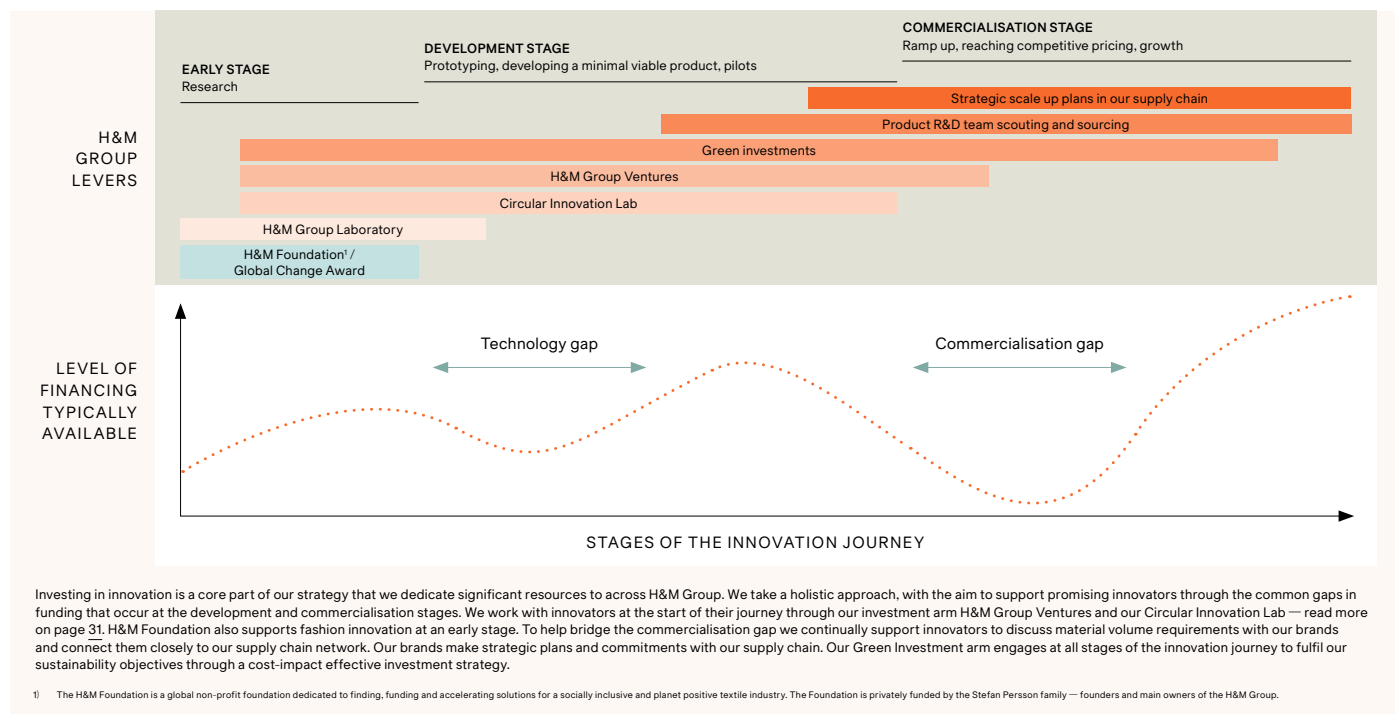 COMMERCIALISATION STAGE
Ramp up, reaching competitive pricing, growth
DEVELOPMENT STAGE
Prototyping, developing a minimal viable product, pilots
EARLY STAGE
Research
H&M
GROUP
LEVERS
Strategic scale up plans in our supply chain
Product R&D team scouting and sourcing
Green investments
H&M Group Ventures
Circular Innovation Lab
H&M Group Laboratory
H&M Foundation¹ /
Global Change Award
LEVEL OF
FINANCING
TYPICALLY
AVAILABLE
Technology gap
Commercialisation gap
STAGES OF THE INNOVATION JOURNEY
Investing in innovation is a core part of our strategy that we dedicate significant resources to across H&M Group. We take a holistic approach, with the aim to support promising innovators through the common gaps in
funding that occur at the development and commercialisation stages. We work with innovators at the start of their journey through our investment arm H&M Group Ventures and our Circular Innovation Lab — read more
on page 31. H&M Foundation also supports fashion innovation at an early stage. To help bridge the commercialisation gap we continually support innovators to discuss material volume requirements with our brands
and connect them closely to our supply chain network. Our brands make strategic plans and commitments with our supply chain. Our Green Investment arm engages at all stages of the innovation journey to fulfil our
sustainability objectives through a cost-impact effective investment strategy.
1) The H&M Foundation is a global non-profit foundation dedicated to finding, funding and accelerating solutions for a socially inclusive and planet positive textile industry. The Foundation is privately funded by the Stefan Persson family — founders and main owners of the H&M Group.